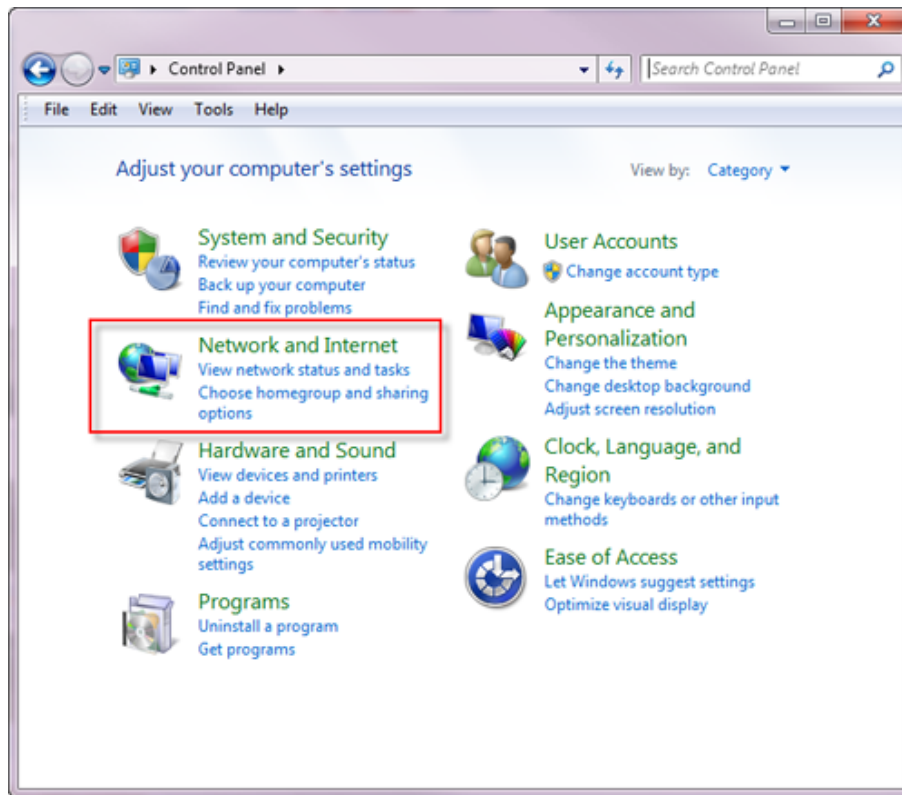 Control Panel
Search Control Panel
File Edit View Tools Help
Adjust your computer's settings
View by: Category
System and Security
Review your computer's status
Back up your computer
Find and fix problems
Network and Internet
View network status and tasks
Choose homegroup and sharing
options
Hardware and Sound
View devices and printers
Add a device
Connect to a projector
Adjust commonly used mobility
settings
Programs
Uninstall a program
Get programs
User Accounts
Change account type
Appearance and
Personalization
Change the theme
Change desktop background
Adjust screen resolution
Clock, Language, and
Region
Change keyboards or other input
methods
Ease of Access
Let Windows suggest settings
Optimize visual display